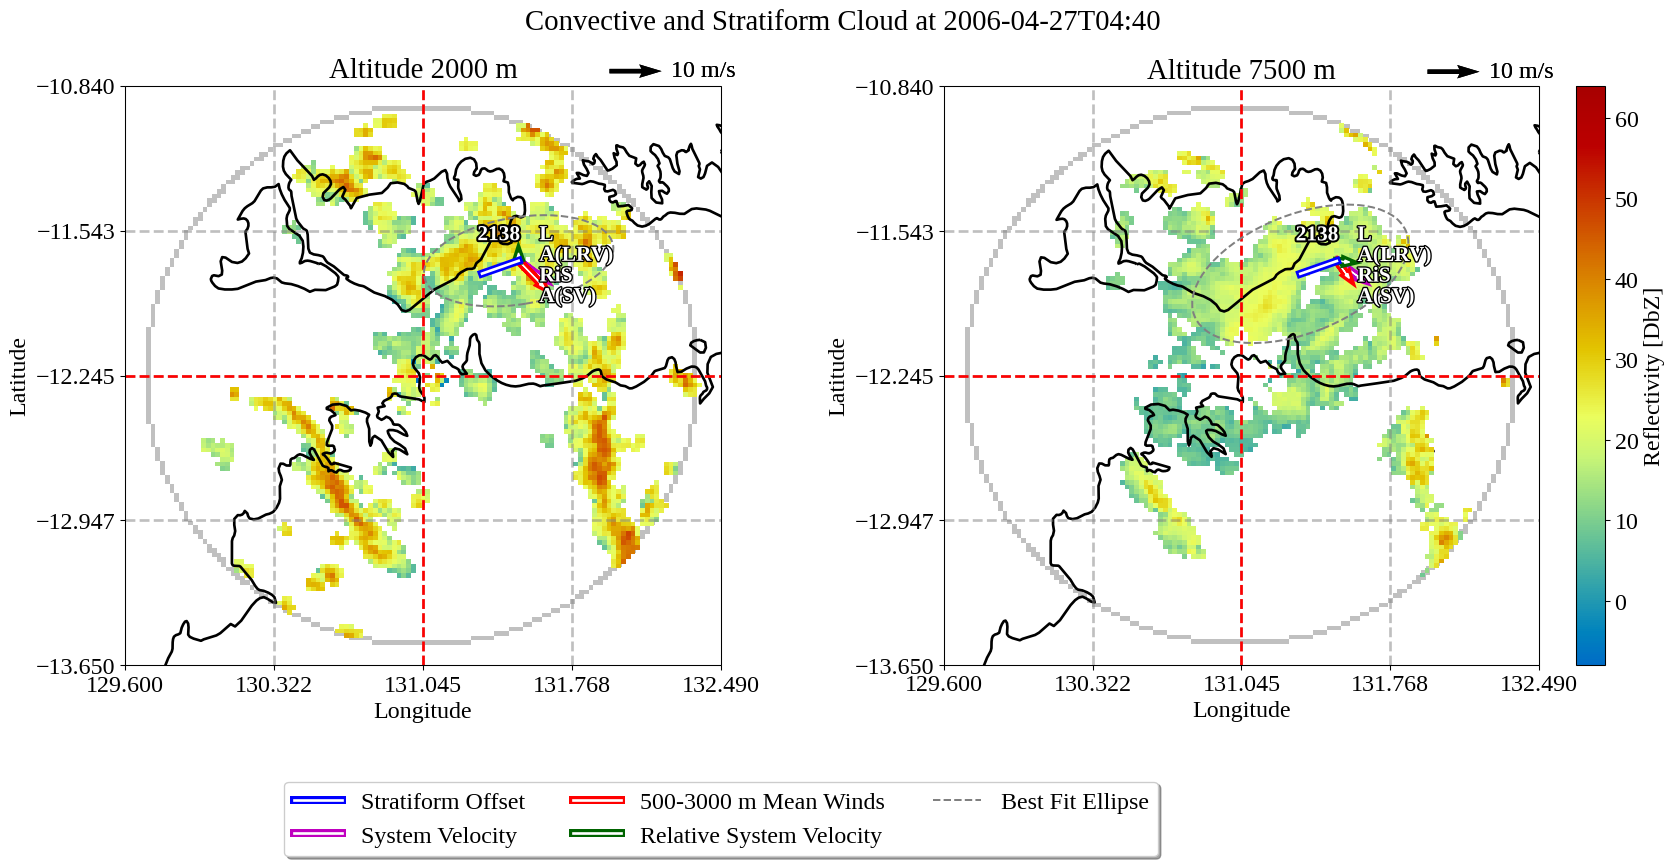 Convective and Stratiform Cloud at 2006-04-27T04:40
Altitude 2000 m
10 m/s
−10.840
−11.543
−12.245
−12.947
−13.650
Latitude
129.600 130.322 131.045 131.768 132.490
Longitude
2138
L
A(LRV)
RiS
A(SV)
Altitude 7500 m
10 m/s
−10.840
−11.543
−12.245
−12.947
−13.650
Latitude
129.600 130.322 131.045 131.768 132.490
Longitude
2138
L
A(LRV)
RiS
A(SV)
60
50
40
30
20
10
0
Reflectivity [DbZ]
Stratiform Offset
System Velocity
500-3000 m Mean Winds
Relative System Velocity
Best Fit Ellipse